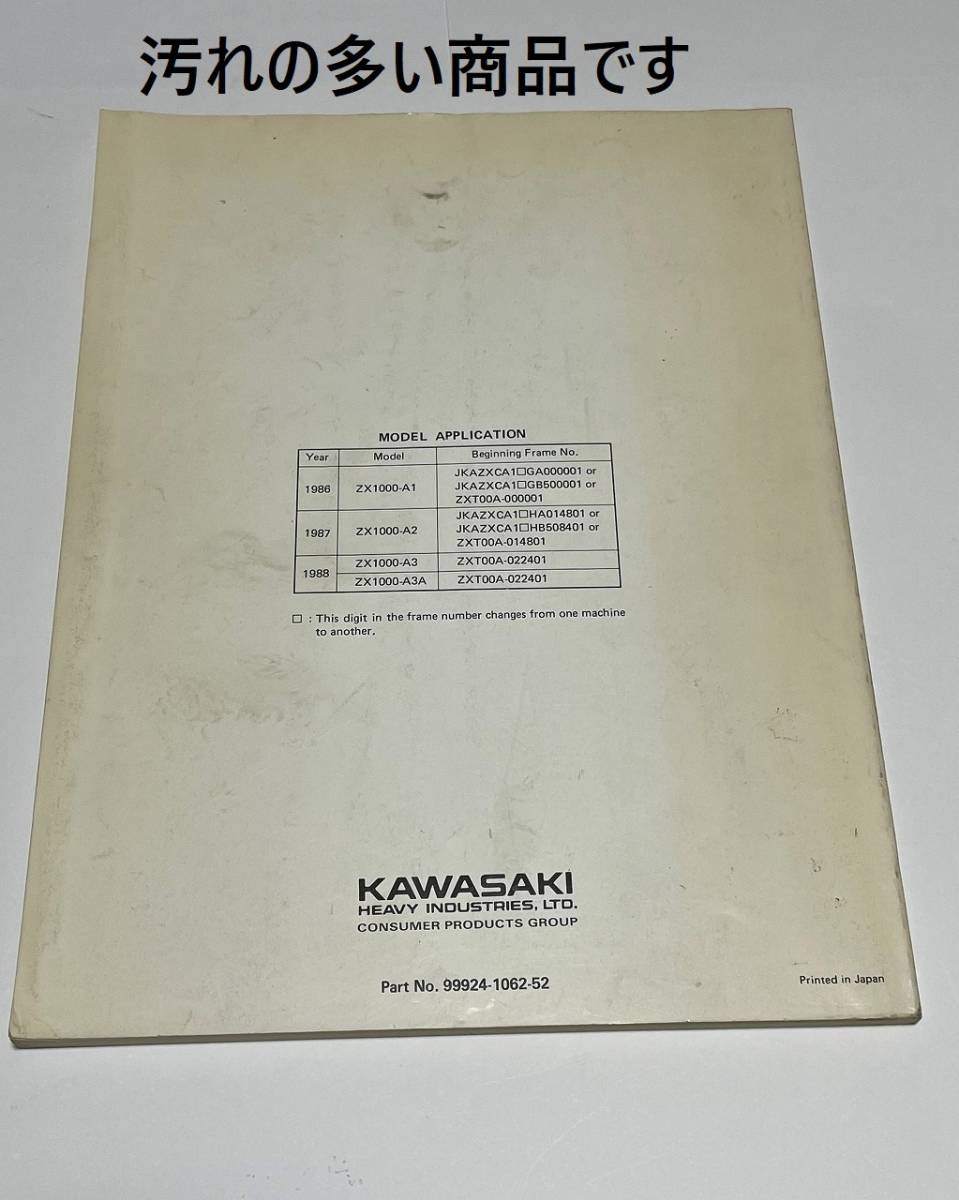 汚れの多い商品です
MODEL APPLICATION
Year Model Beginning Frame No.
1986 ZX1000-A1 JKAZXCA1□GA000001 or
JKAZXCA1□GB500001 or
ZXT00A-000001
1987 ZX1000-A2 JKAZXCA1□HA014801 or
JKAZXCA1□HB508401 or
ZXT00A-014801
1988 ZX1000-A3 ZXT00A-022401
ZX1000-A3A ZXT00A-022401
□ : This digit in the frame number changes from one machine
to another.
KAWASAKI
HEAVY INDUSTRIES, LTD.
CONSUMER PRODUCTS GROUP
Part No. 99924-1062-52
Printed in Japan